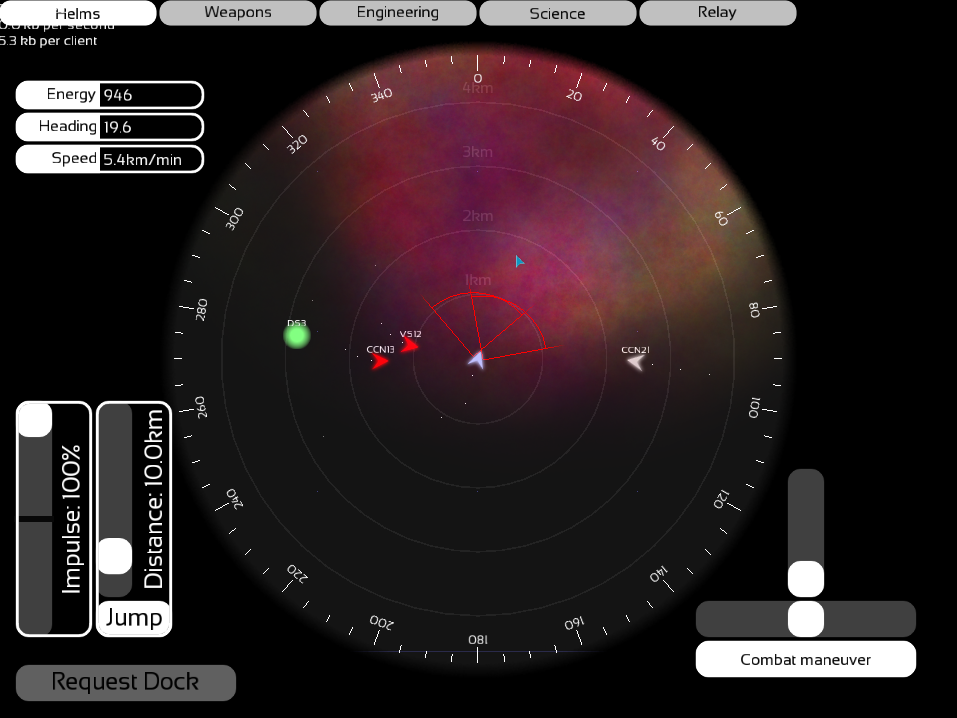 Helms
Weapons
Engineering
Science
Relay
per second
5.3 kb per client
Energy 946
Heading 19.6
Speed 5.4km/min
0
20
40
60
80
100
120
140
160
180
200
220
240
260
280
300
320
340
4km
3km
2km
1km
DS3
VS12
CCN13
CCN21
Impulse: 100%
Distance: 10.0km
Jump
Request Dock
Combat maneuver